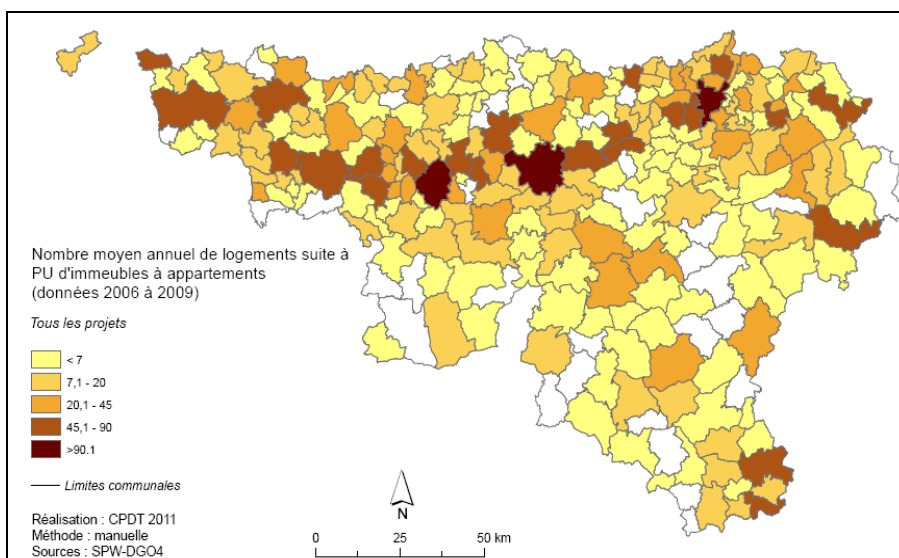 Nombre moyen annuel de logements suite à
PU d'immeubles à appartements
(données 2006 à 2009)
Tous les projets
< 7
7,1 - 20
20,1 - 45
45,1 - 90
>90.1
Limites communales
Réalisation : CPDT 2011
Méthode : manuelle
Sources : SPW-DGO4
N
0 25 50 km